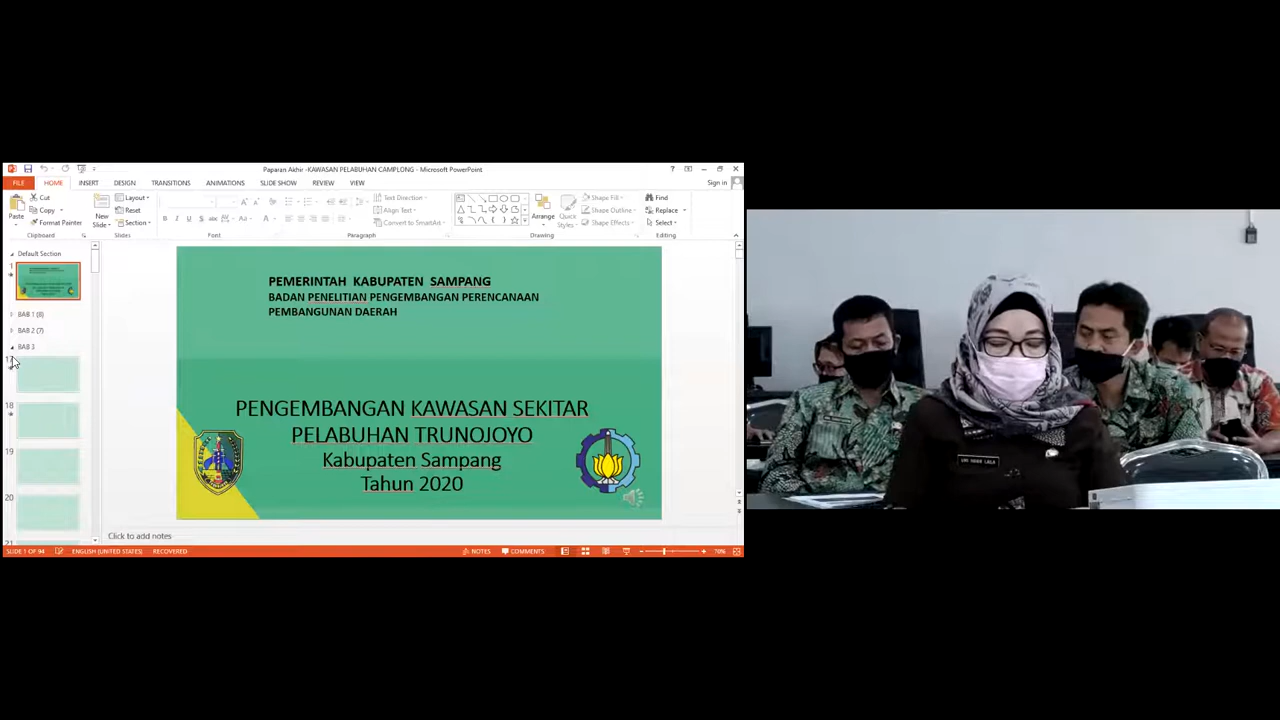 Paparan Akhir -KAWASAN PELABUHAN CAMPLONG - Microsoft PowerPoint
FILE HOME INSERT DESIGN TRANSITIONS ANIMATIONS SLIDE SHOW REVIEW VIEW Sign in
Paste
Cut
Copy
Format Painter
Clipboard
New Slide
Layout
Reset
Section
Slides
Font
Text Direction
Align Text
Convert to SmartArt
Paragraph
Arrange
Quick Styles
Shape Fill
Shape Outline
Shape Effects
Drawing
Find
Replace
Select
Editing
Default Section
1
BAB 1 (8)
BAB 2 (7)
BAB 3
17
18
19
20
21
PEMERINTAH KABUPATEN SAMPANG
BADAN PENELITIAN PENGEMBANGAN PERENCANAAN
PEMBANGUNAN DAERAH
PENGEMBANGAN KAWASAN SEKITAR
PELABUHAN TRUNOJOYO
Kabupaten Sampang
Tahun 2020
Click to add notes
SLIDE 1 OF 94 ENGLISH (UNITED STATES) RECOVERED NOTES COMMENTS 70%